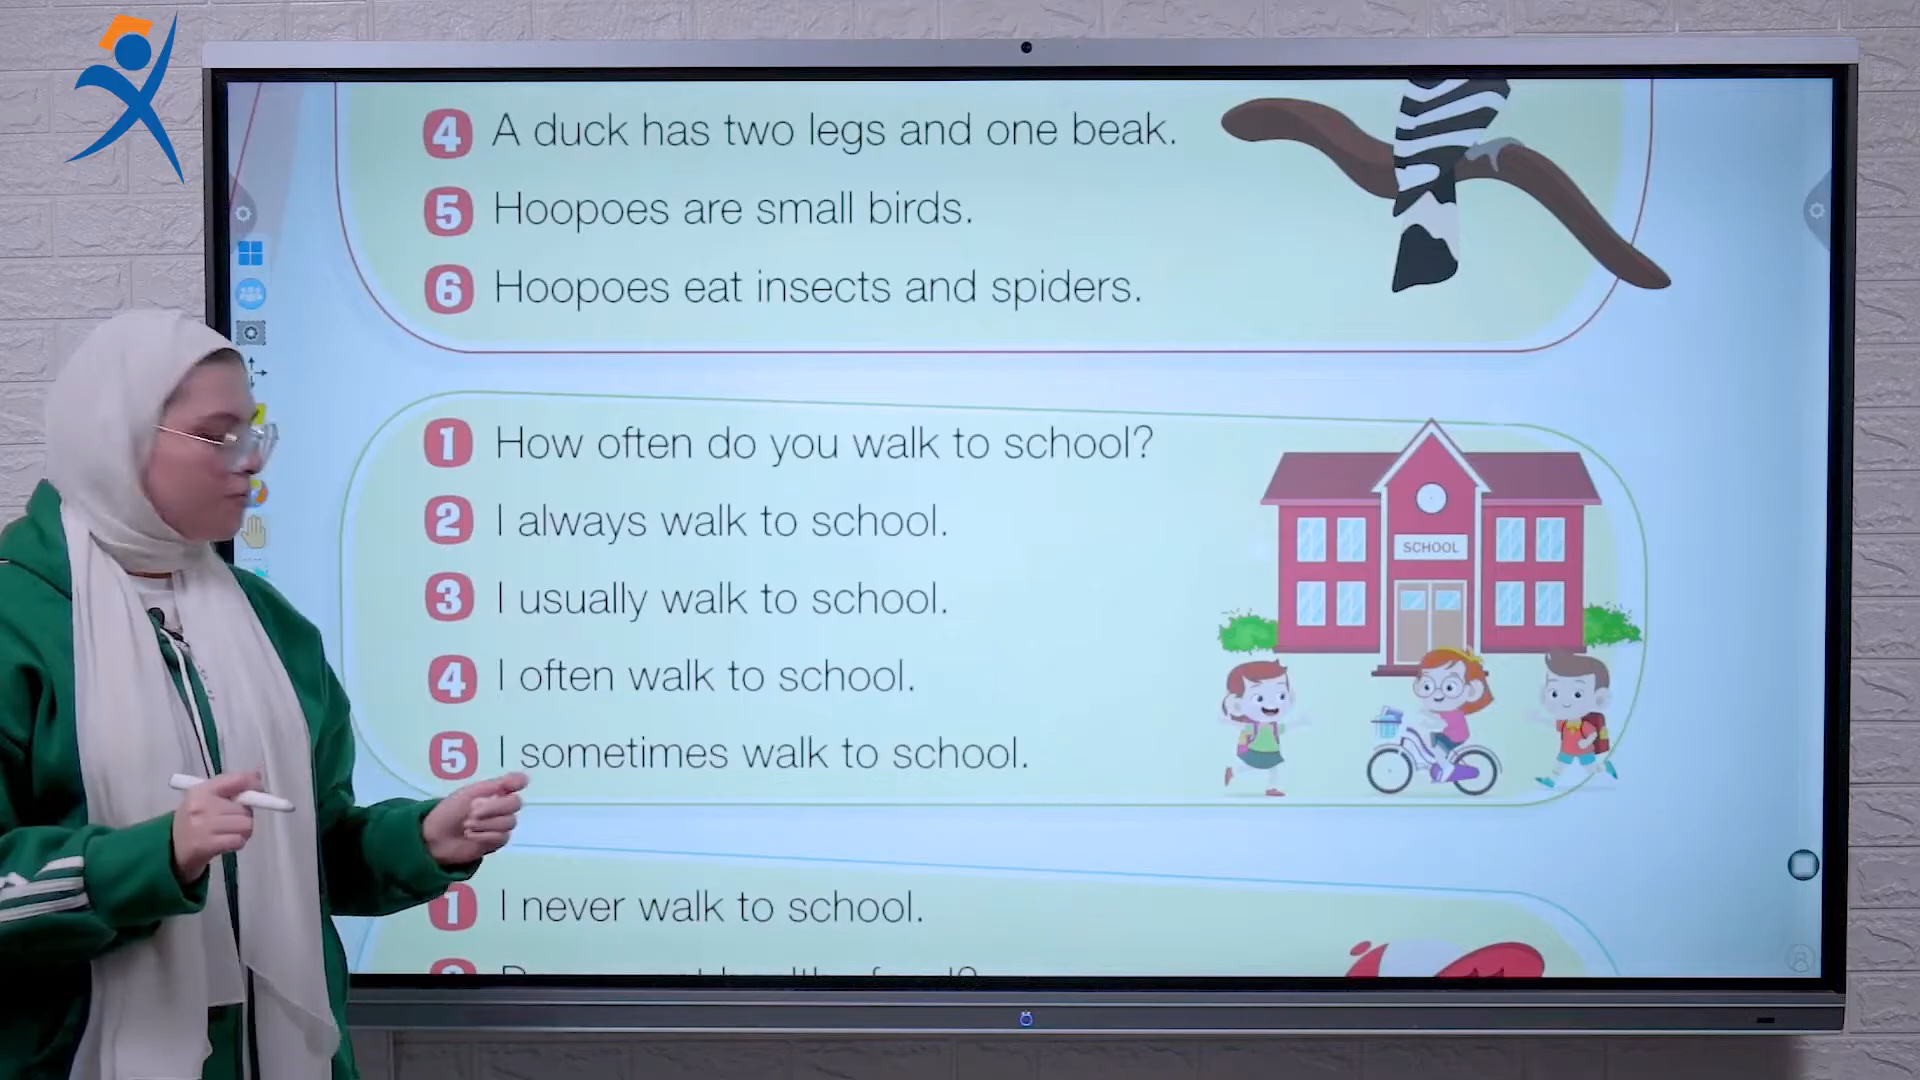 4 A duck has two legs and one beak.
5 Hoopoes are small birds.
6 Hoopoes eat insects and spiders.
1 How often do you walk to school?
2 I always walk to school.
3 I usually walk to school.
4 I often walk to school.
5 I sometimes walk to school.
SCHOOL
1 I never walk to school.